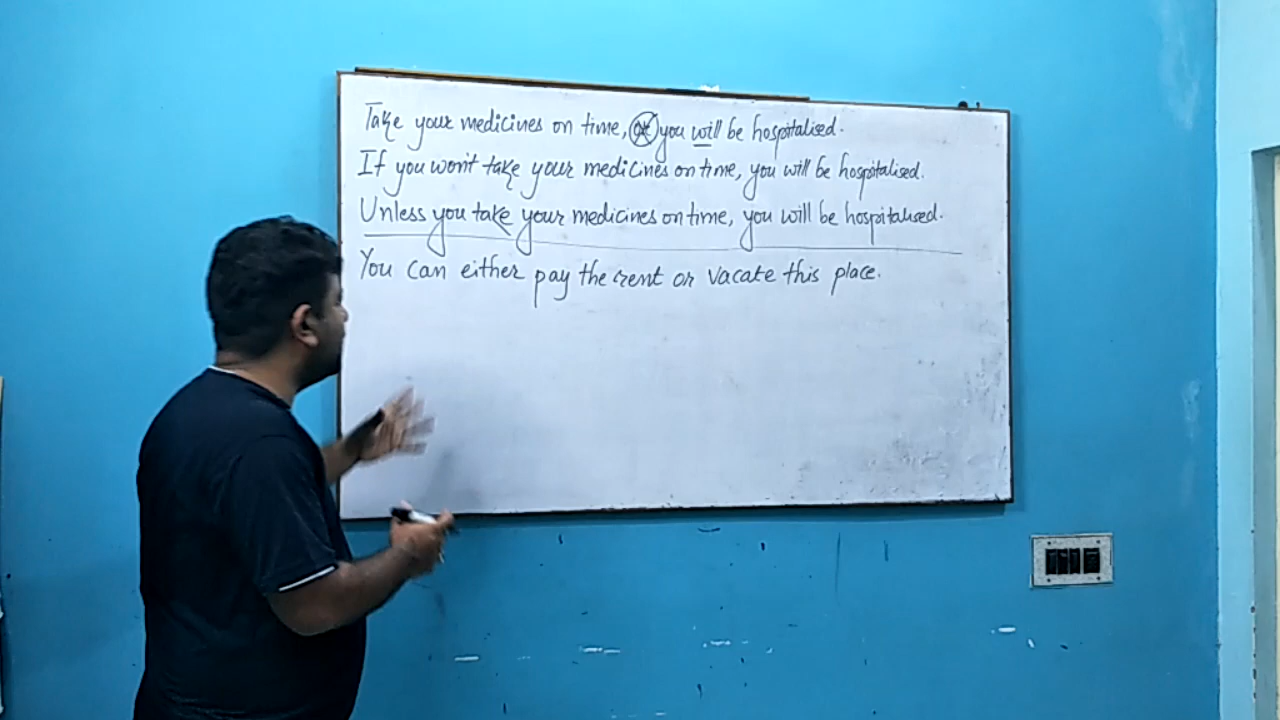 Take your medicines on time, or you will be hospitalised.
If you won't take your medicines on time, you will be hospitalised.
Unless you take your medicines on time, you will be hospitalised.
You can either pay the rent or vacate this place.